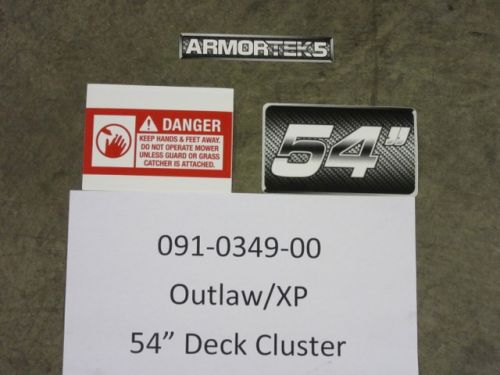 ARMORTEK5
DANGER
KEEP HANDS & FEET AWAY.
DO NOT OPERATE MOWER
UNLESS GUARD OR GRASS
CATCHER IS ATTACHED.
54"
091-0349-00
Outlaw/XP
54” Deck Cluster